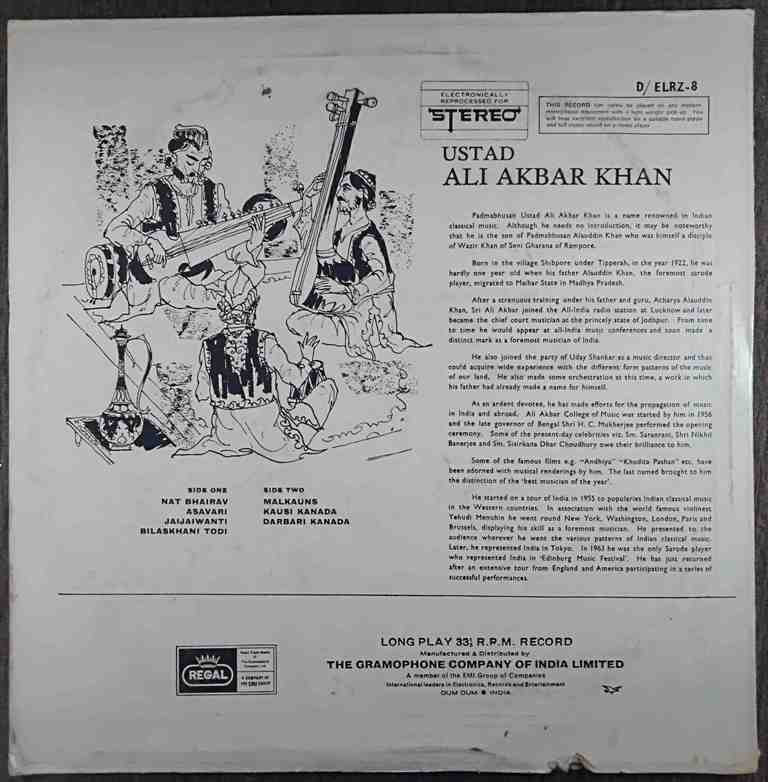 D/ ELRZ-8
ELECTRONICALLY
REPROCESSED FOR
STEREO
THIS RECORD can be played on any modern
USTAD
ALI AKBAR KHAN
Padmabhusan Ustad Ali Akbar Khan is a name renowned in Indian
classical music. Although he needs no introduction, it may be noteworthy
that he is the son of Padmabhusan Alauddin Khan who was himself a disciple
of Wazir Khan of Seni Gharana of Rampore.
Born in the village Shibpore under Tipperah, in the year 1922, he was
hardly one year old when his father Alauddin Khan, the foremost sarode
player, migrated to Maihar State in Madhya Pradesh.
After a strenuous training under his father and guru, Acharya Alauddin
Khan, Sri Ali Akbar joined the All-India radio station at Lucknow and later
became the chief court musician as the princely state of Jodhpur. From time
to time he would appear at all-India music conferences and soon made a
distinct mark as a foremost musician of India.
He also joined the party of Uday Shankar as a music director and thus
could acquire wide experience with the different form patterns of the music
of our land. He also made some orchestration at this time, a work in which
his father had already made a name for himself.
As an ardent devotee, he has made efforts for the propagation of music
in India and abroad. Ali Akbar College of Music was started by him in 1956
and the late governor of Bengal Shri H. C. Mukherjee performed the opening
ceremony. Some of the present-day celebrities viz. Sm. Saranrani, Shri Nikhil
Banerjee and Sm. Sisirkana Dhar Choudhury owe their brilliance to him.
Some of the famous films e.g. "Andhiya" "Khudita Pashan" etc. have
been adorned with musical renderings by him. The last named brought to him
the distinction of the 'best musician of the year'.
He started on a tour of India in 1955 to popularies Indian classical music
in the Western countries. In association with the world famous violinest
Yehudi Menuhin he went round New York, Washington, London, Paris and
Brussels, displaying his skill as a foremost musician. He presented to the
audience wherever he went the various patterns of Indian classical music.
Later, he represented India in Tokyo. In 1963 he was the only Sarode player
who represented India in 'Edinburg Music Festival'. He has just returned
after an extensive tour from England and America participating in a series of
successful performances.
SIDE ONE
NAT BHAIRAV
ASAVARI
JAIJAIWANTI
BILASKHANI TODI
SIDE TWO
MALKAUNS
KAUSI KANADA
DARBARI KANADA
REGAL
LONG PLAY 33⅓ R.P.M. RECORD
Manufactured & Distributed by
THE GRAMOPHONE COMPANY OF INDIA LIMITED
A member of the EMI Group of Companies
International leaders in Electronics, Records and Entertainment
DUM DUM ● INDIA